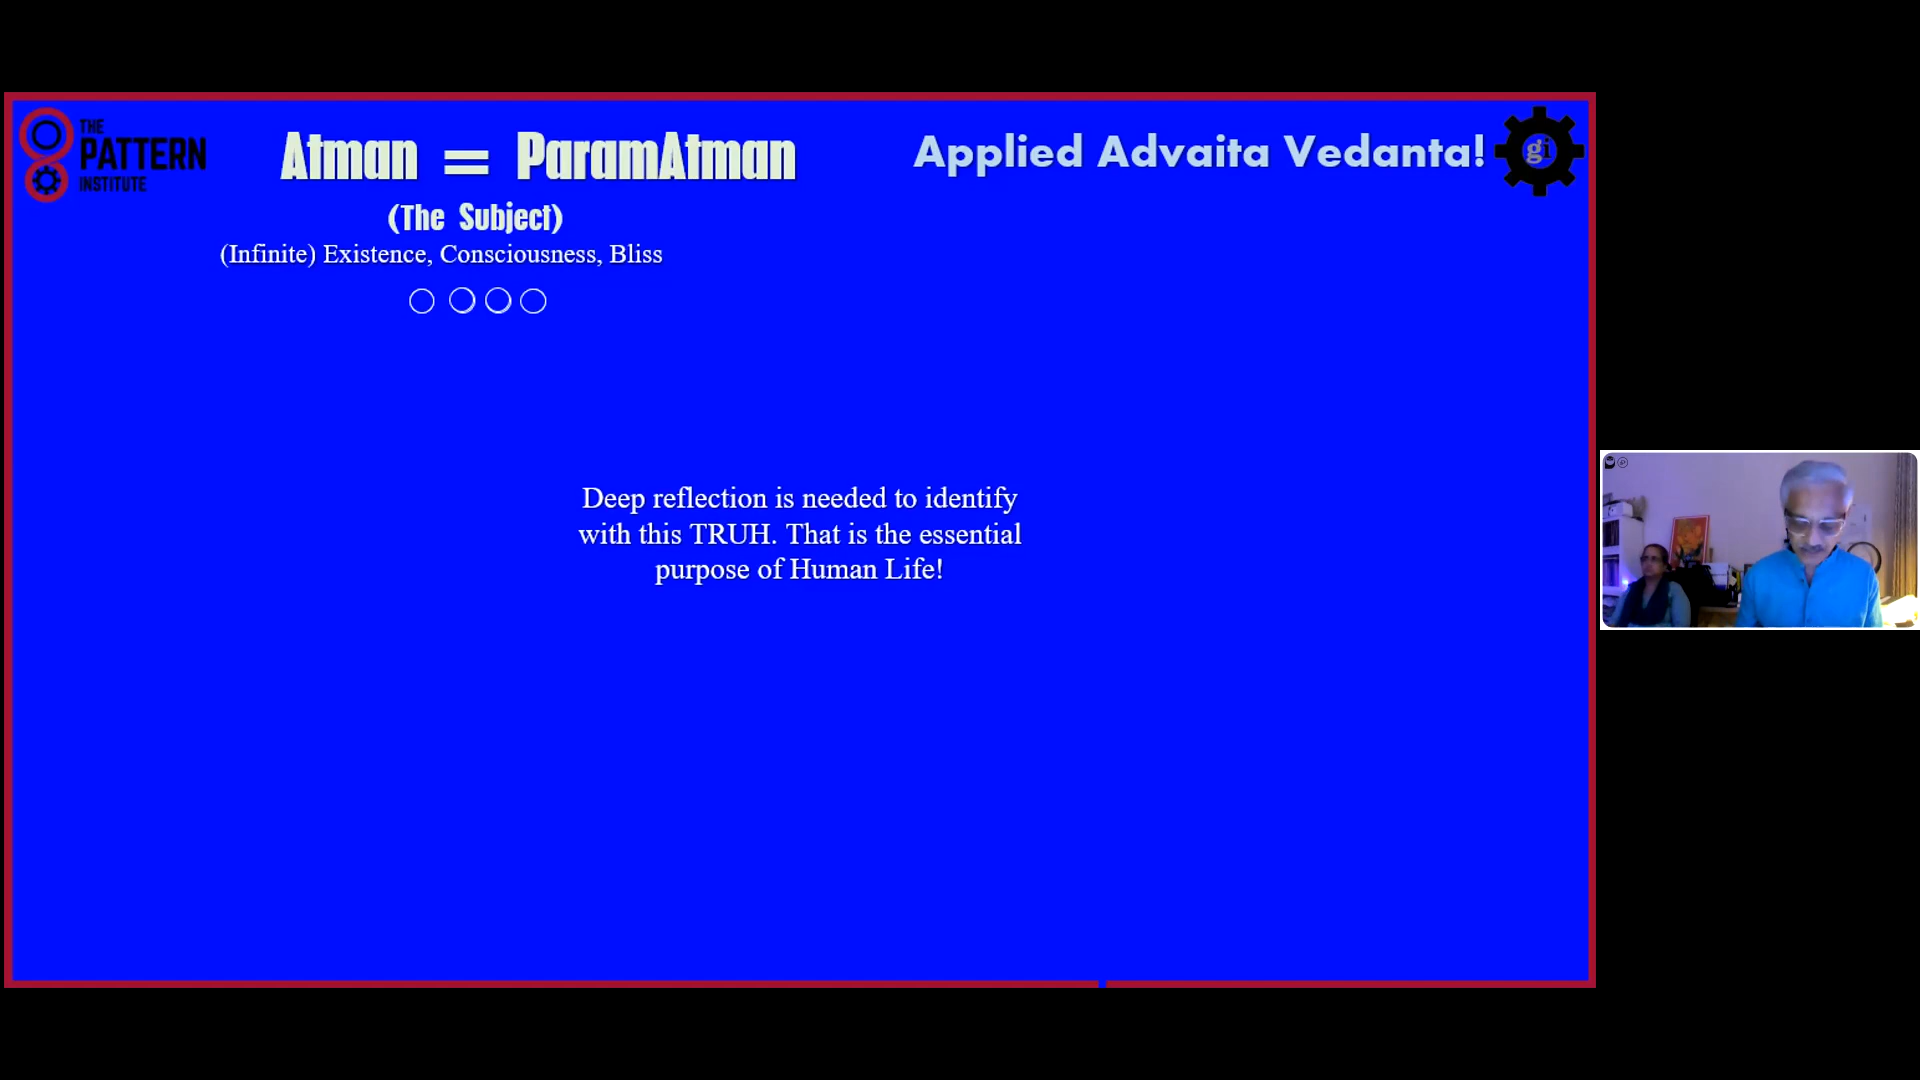 THE
PATTERN
INSTITUTE
Atman = ParamAtman
(The Subject)
(Infinite) Existence, Consciousness, Bliss
Applied Advaita Vedanta!
gi
Deep reflection is needed to identify
with this TRUH. That is the essential
purpose of Human Life!